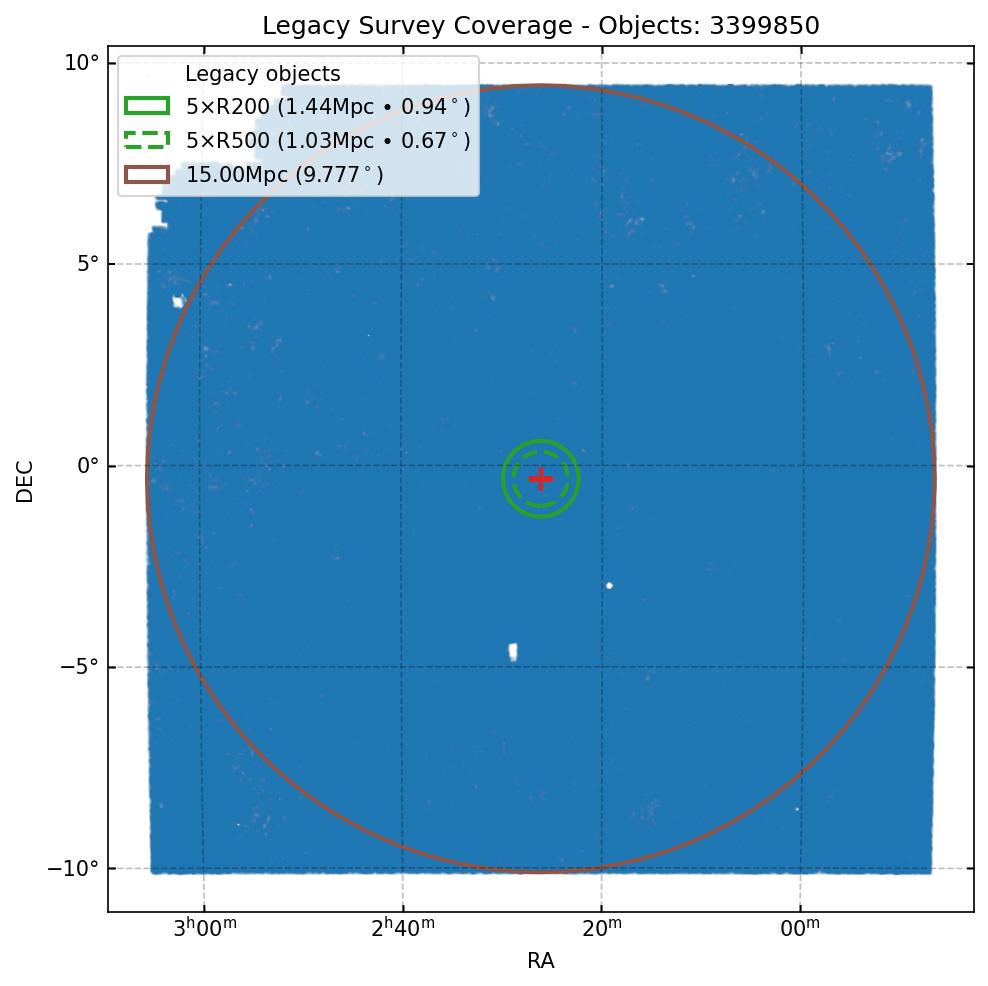 Legacy Survey Coverage - Objects: 3399850
Legacy objects
5×R200 (1.44Mpc • 0.94°)
5×R500 (1.03Mpc • 0.67°)
15.00Mpc (9.777°)
10°
5°
0°
−5°
−10°
DEC
3ʰ00ᵐ
2ʰ40ᵐ
20ᵐ
00ᵐ
RA